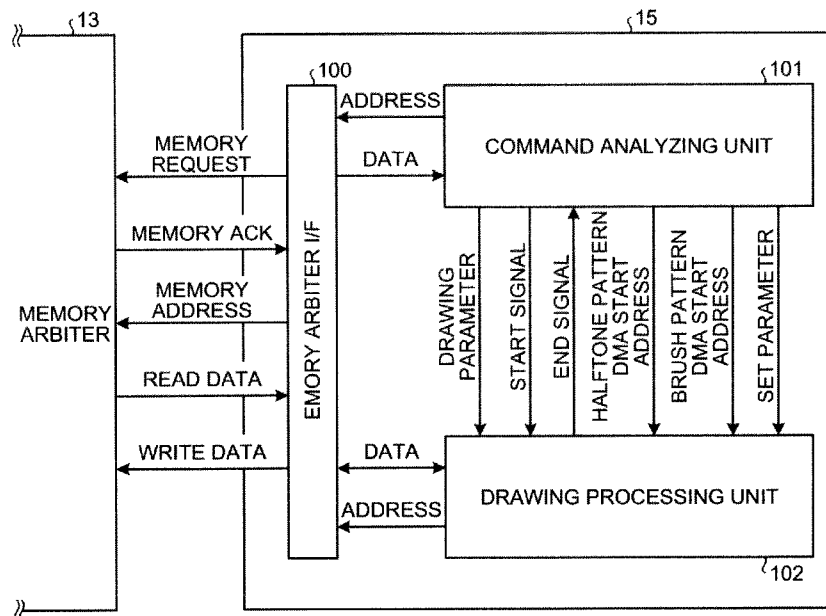 13
15
100
101
ADDRESS
MEMORY
REQUEST
DATA
COMMAND ANALYZING UNIT
MEMORY ACK
MEMORY
ADDRESS
MEMORY
ARBITER
READ DATA
WRITE DATA
EMORY ARBITER I/F
DRAWING
PARAMETER
START SIGNAL
END SIGNAL
HALFTONE PATTERN
DMA START
ADDRESS
BRUSH PATTERN
DMA START
ADDRESS
SET PARAMETER
DATA
ADDRESS
DRAWING PROCESSING UNIT
102